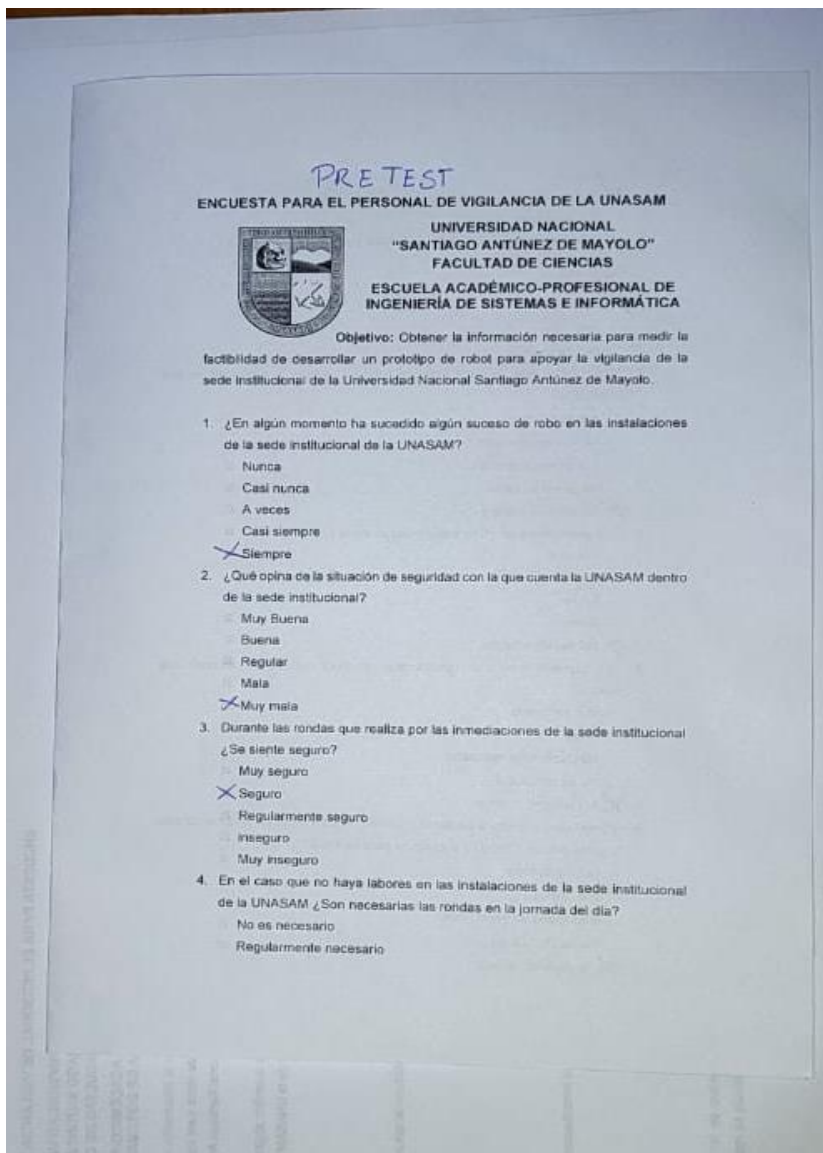 PRE TEST
ENCUESTA PARA EL PERSONAL DE VIGILANCIA DE LA UNASAM
UNIVERSIDAD NACIONAL
“SANTIAGO ANTÚNEZ DE MAYOLO”
FACULTAD DE CIENCIAS
ESCUELA ACADÉMICO-PROFESIONAL DE
INGENIERÍA DE SISTEMAS E INFORMÁTICA
Objetivo: Obtener la información necesaria para medir la
factibilidad de desarrollar un prototipo de robot para apoyar la vigilancia de la
sede institucional de la Universidad Nacional Santiago Antúnez de Mayolo.
1. ¿En algún momento ha sucedido algún suceso de robo en las instalaciones
de la sede institucional de la UNASAM?
Nunca
Casi nunca
A veces
Casi siempre
X Siempre
2. ¿Qué opina de la situación de seguridad con la que cuenta la UNASAM dentro
de la sede institucional?
Muy Buena
Buena
Regular
Mala
X Muy mala
3. Durante las rondas que realiza por las inmediaciones de la sede institucional
¿Se siente seguro?
Muy seguro
X Seguro
Regularmente seguro
Inseguro
Muy inseguro
4. En el caso que no haya labores en las instalaciones de la sede institucional
de la UNASAM ¿Son necesarias las rondas en la jornada del día?
No es necesario
Regularmente necesario